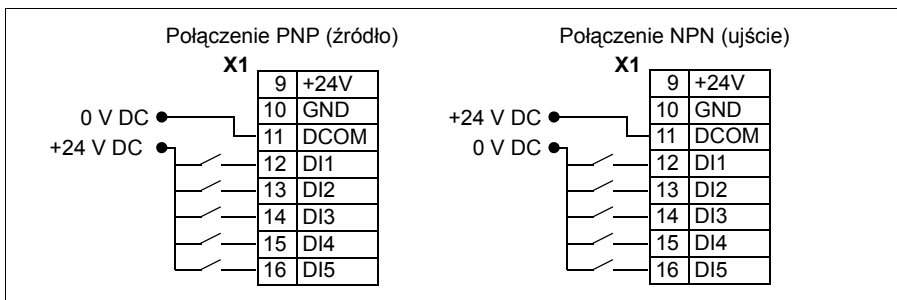 Połączenie PNP (źródło)
X1
9 +24V
10 GND
0 V DC
11 DCOM
+24 V DC
12 DI1
13 DI2
14 DI3
15 DI4
16 DI5
Połączenie NPN (ujście)
X1
9 +24V
10 GND
+24 V DC
11 DCOM
0 V DC
12 DI1
13 DI2
14 DI3
15 DI4
16 DI5